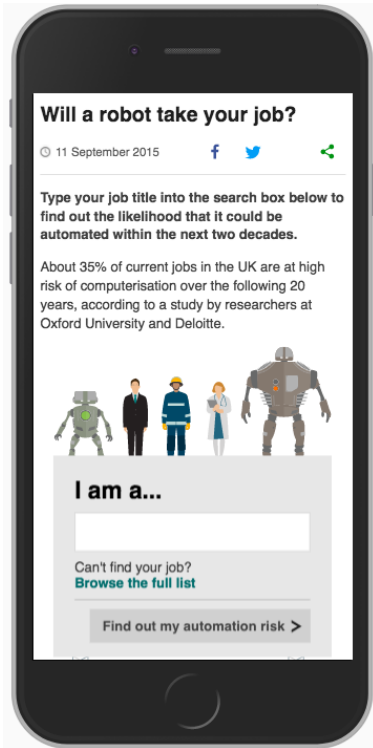 Will a robot take your job?
11 September 2015
Type your job title into the search box below to
find out the likelihood that it could be
automated within the next two decades.
About 35% of current jobs in the UK are at high
risk of computerisation over the following 20
years, according to a study by researchers at
Oxford University and Deloitte.
I am a...
Can't find your job?
Browse the full list
Find out my automation risk